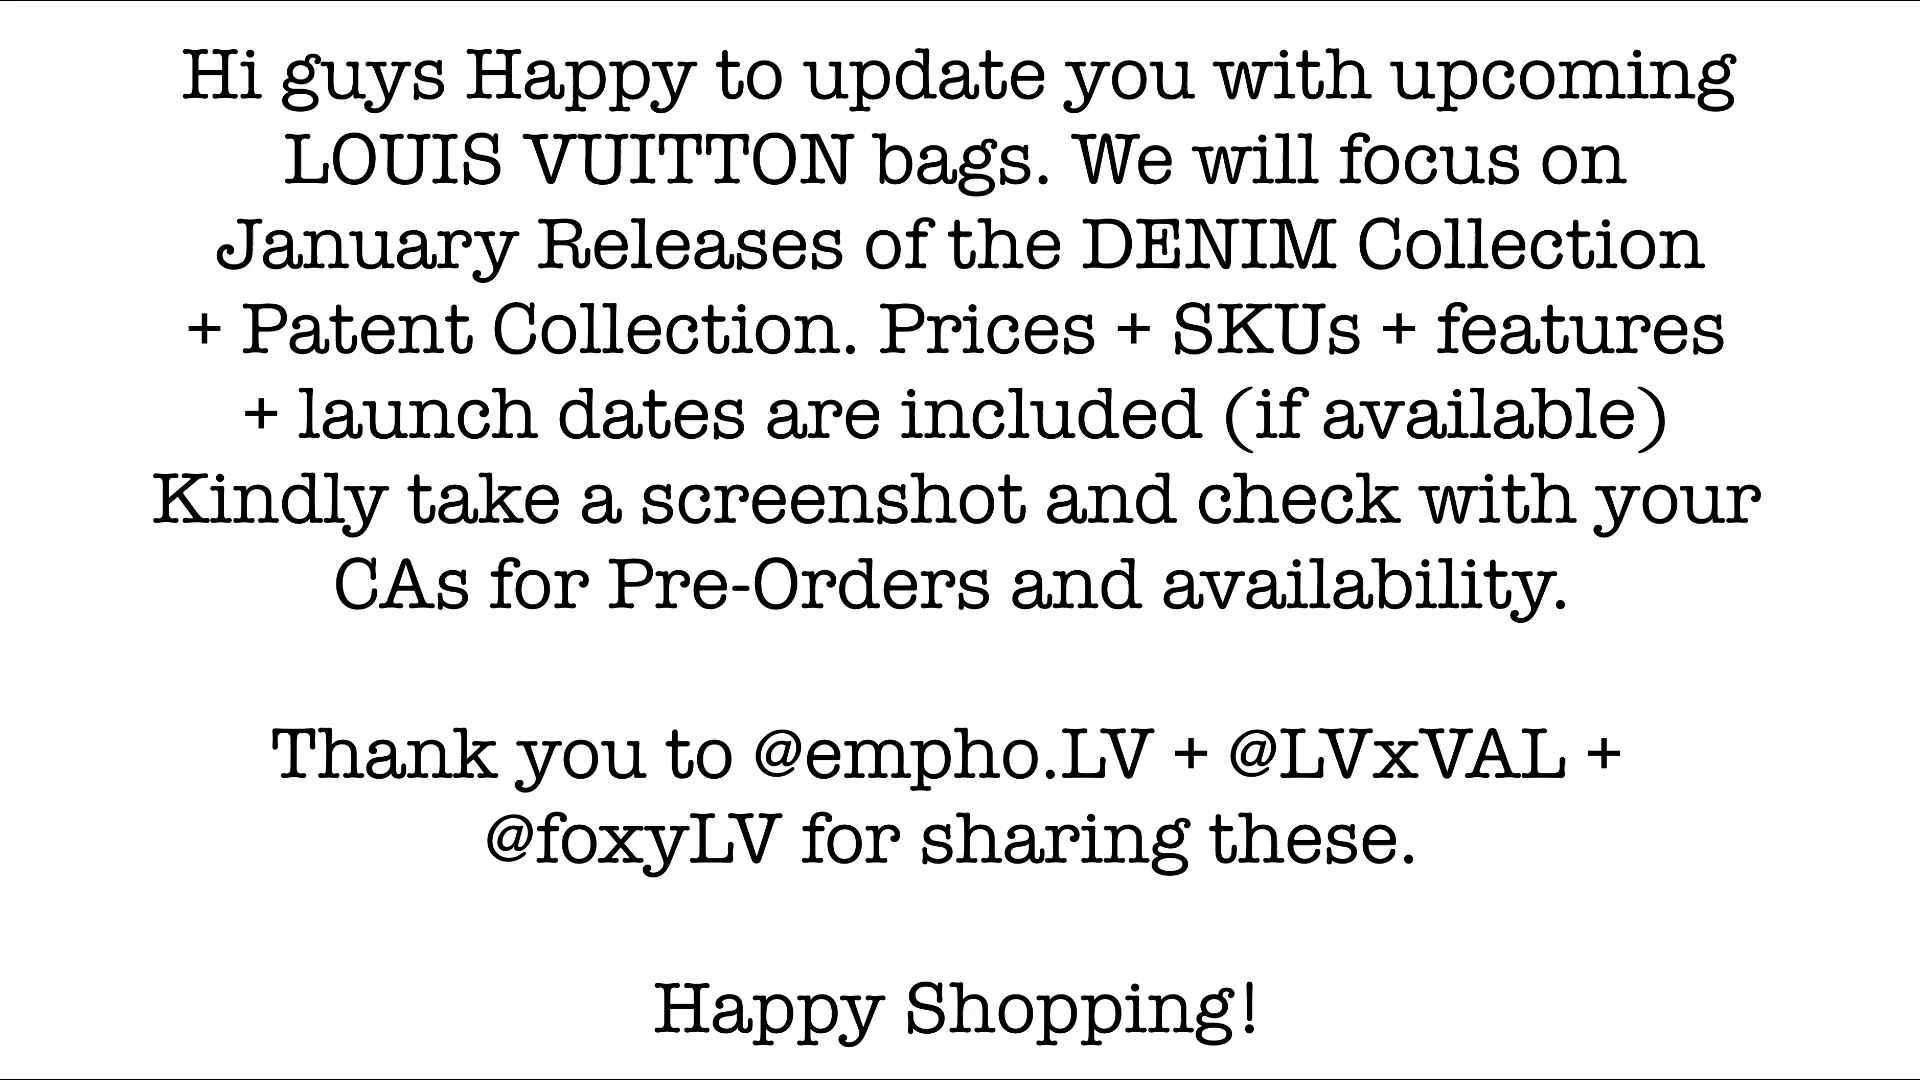 Hi guys Happy to update you with upcoming
LOUIS VUITTON bags. We will focus on
January Releases of the DENIM Collection
+ Patent Collection. Prices + SKUs + features
+ launch dates are included (if available)
Kindly take a screenshot and check with your
CAs for Pre-Orders and availability.
Thank you to @empho.LV + @LVxVAL +
@foxyLV for sharing these.
Happy Shopping!